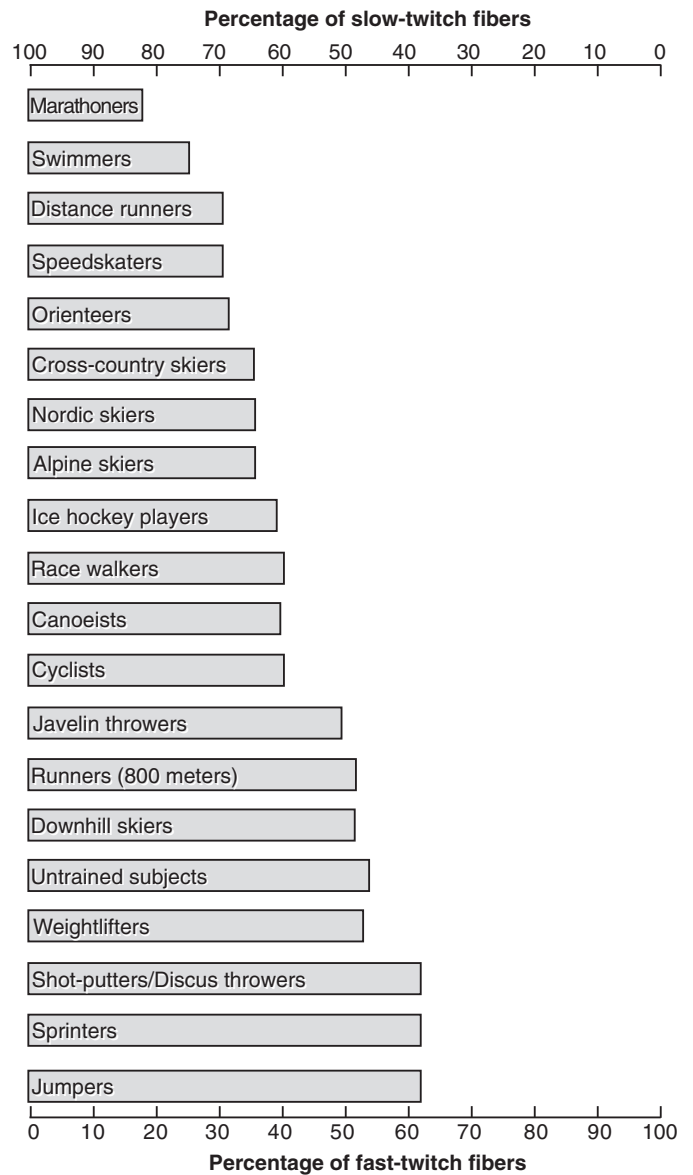 Percentage of slow-twitch fibers
100 90 80 70 60 50 40 30 20 10 0
Marathoners
Swimmers
Distance runners
Speedskaters
Orienteers
Cross-country skiers
Nordic skiers
Alpine skiers
Ice hockey players
Race walkers
Canoeists
Cyclists
Javelin throwers
Runners (800 meters)
Downhill skiers
Untrained subjects
Weightlifters
Shot-putters/Discus throwers
Sprinters
Jumpers
0 10 20 30 40 50 60 70 80 90 100
Percentage of fast-twitch fibers